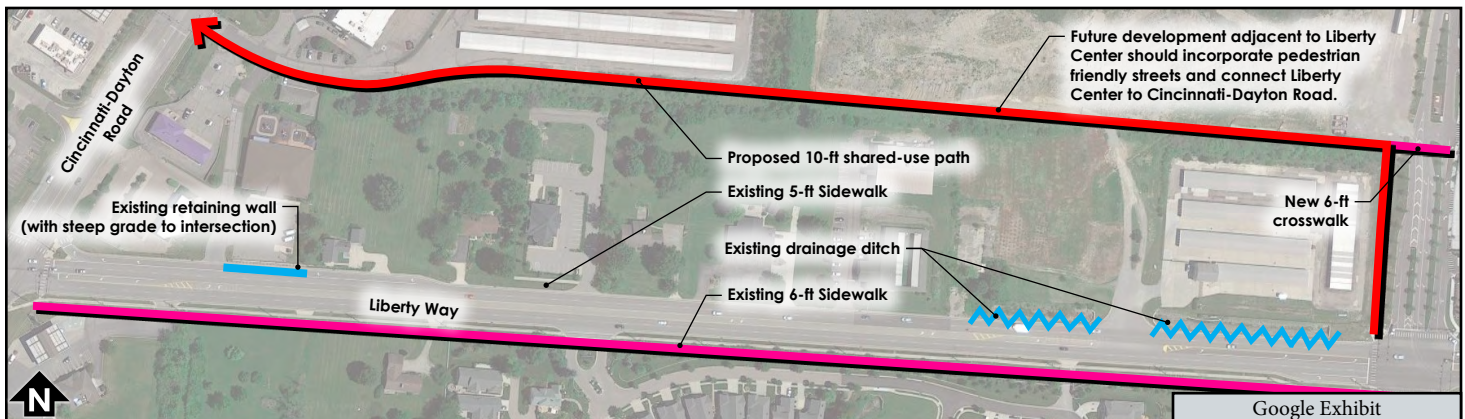 Future development adjacent to Liberty
Center should incorporate pedestrian
friendly streets and connect Liberty
Center to Cincinnati-Dayton Road.
Cincinnati-Dayton
Road
Proposed 10-ft shared-use path
Existing 5-ft Sidewalk
Existing retaining wall
(with steep grade to intersection)
New 6-ft
crosswalk
Existing drainage ditch
Existing 6-ft Sidewalk
Liberty Way
N
Google Exhibit